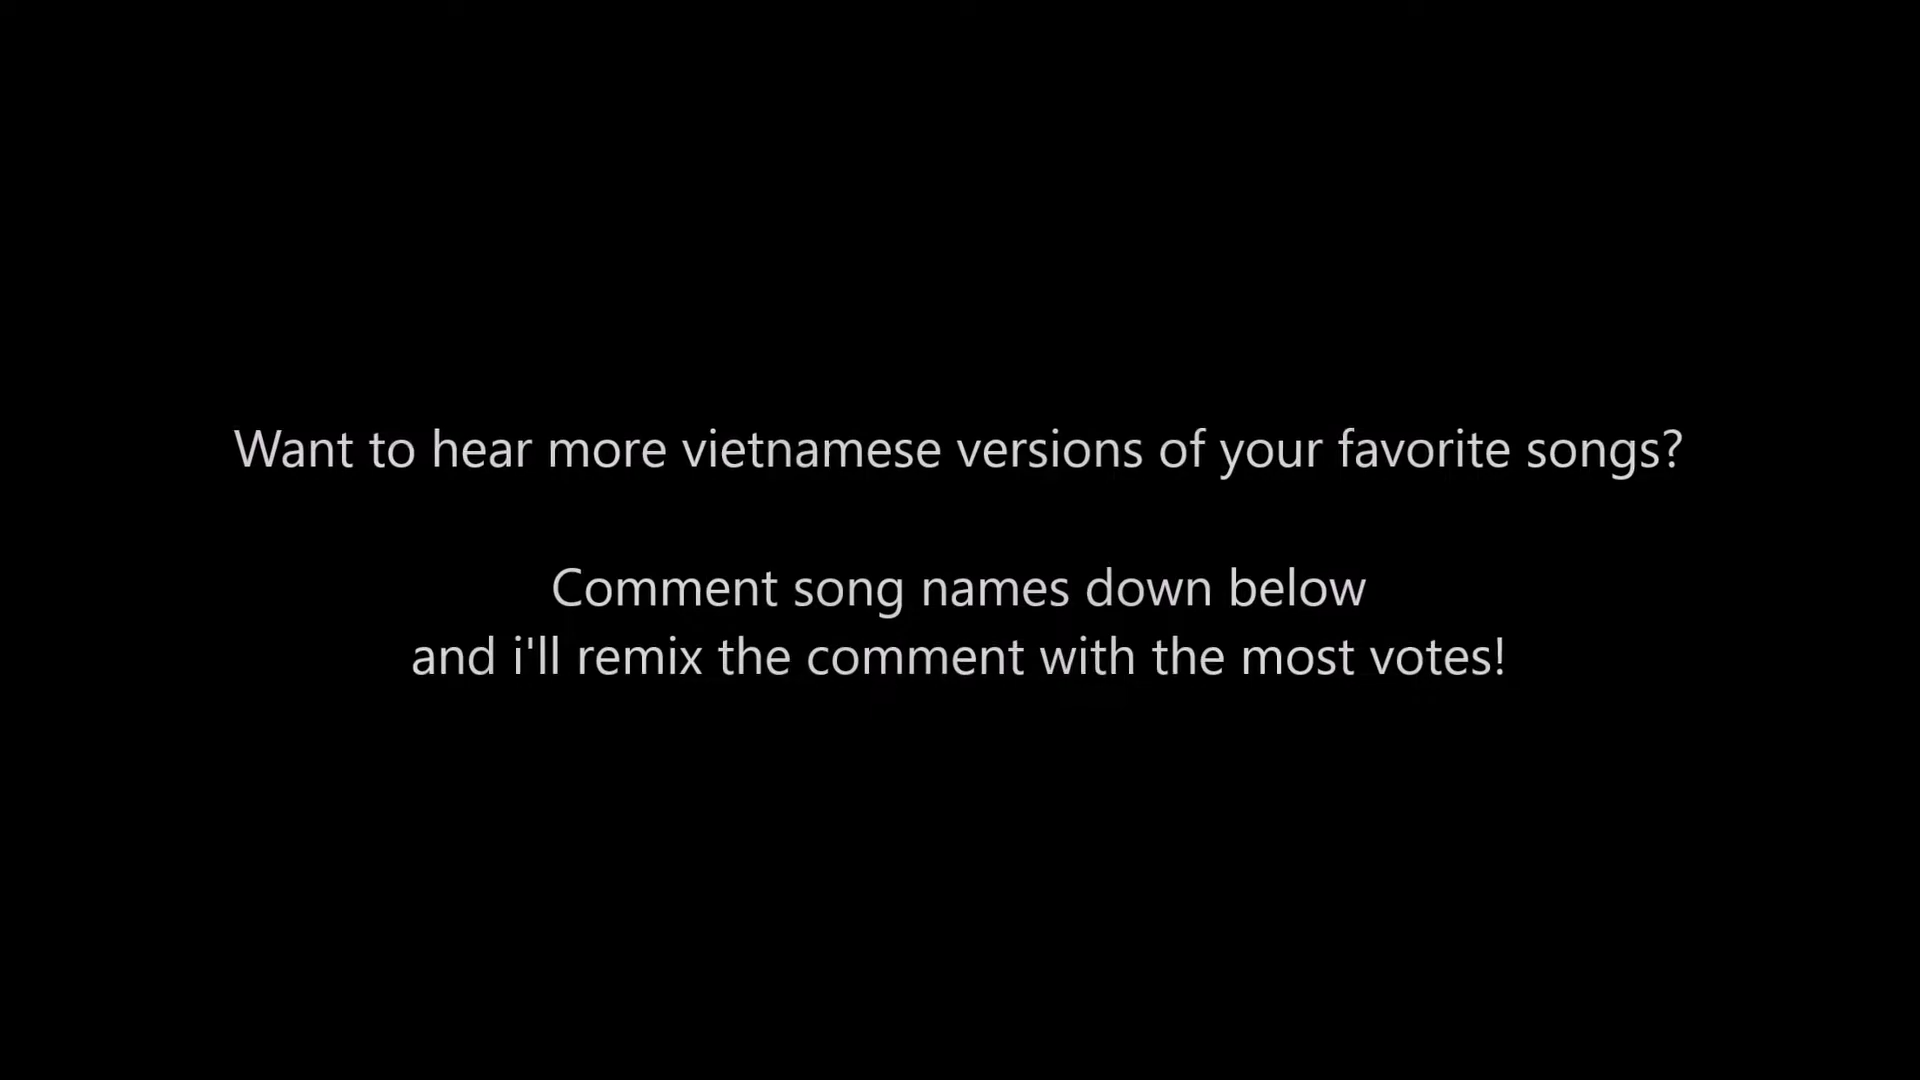 Want to hear more vietnamese versions of your favorite songs?
Comment song names down below
and i'll remix the comment with the most votes!